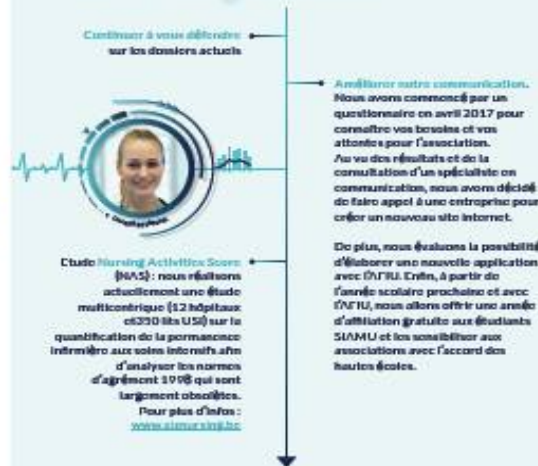 Continuer à vous défendre
sur les dossiers actuels
Améliorer notre communication.
Nous avons commencé par un
questionnaire en avril 2017 pour
connaître vos besoins et vos
attentes pour l'association.
Au vu des résultats et de la
consultation d'un spécialiste en
communication, nous avons décidé
de faire appel à une entreprise pour
créer un nouveau site internet.
De plus, nous évaluons la possibilité
d'élaborer une nouvelle application
avec l'AFIU. Enfin, à partir de
l'année scolaire prochaine et avec
l'AFIU, nous allons offrir une année
d'affiliation gratuite aux étudiants
SIAMU et les sensibiliser aux
associations avec l'accord des
hautes écoles.
Etude Nursing Activities Score
(NAS) : nous réalisons
actuellement une étude
multicentrique (12 hôpitaux
et 350 lits USI) sur la
quantification de la permanence
infirmière aux soins intensifs afin
d'analyser les normes
d'agrément 1998 qui sont
largement obsolètes.
Pour plus d'infos :
www.siznursing.be